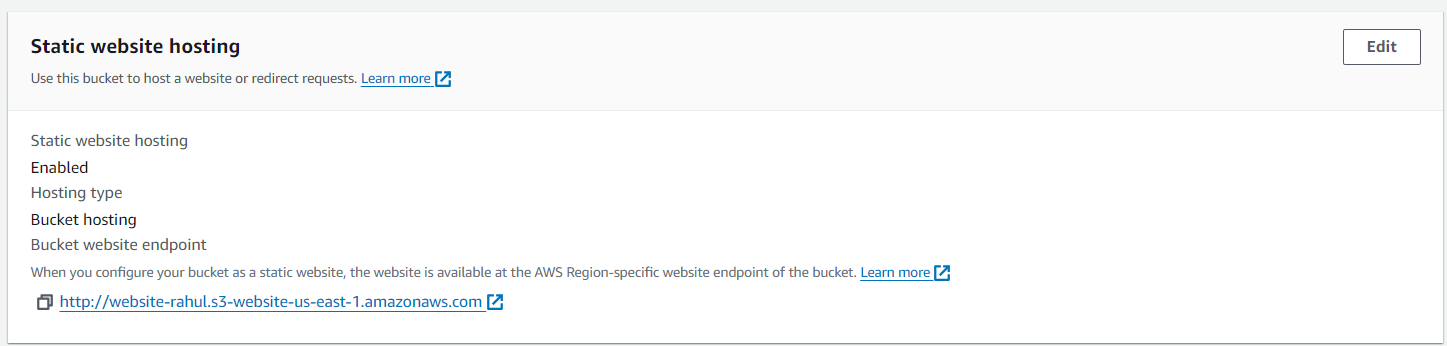 Static website hosting
Edit
Use this bucket to host a website or redirect requests. Learn more
Static website hosting
Enabled
Hosting type
Bucket hosting
Bucket website endpoint
When you configure your bucket as a static website, the website is available at the AWS Region-specific website endpoint of the bucket. Learn more
http://website-rahul.s3-website-us-east-1.amazonaws.com